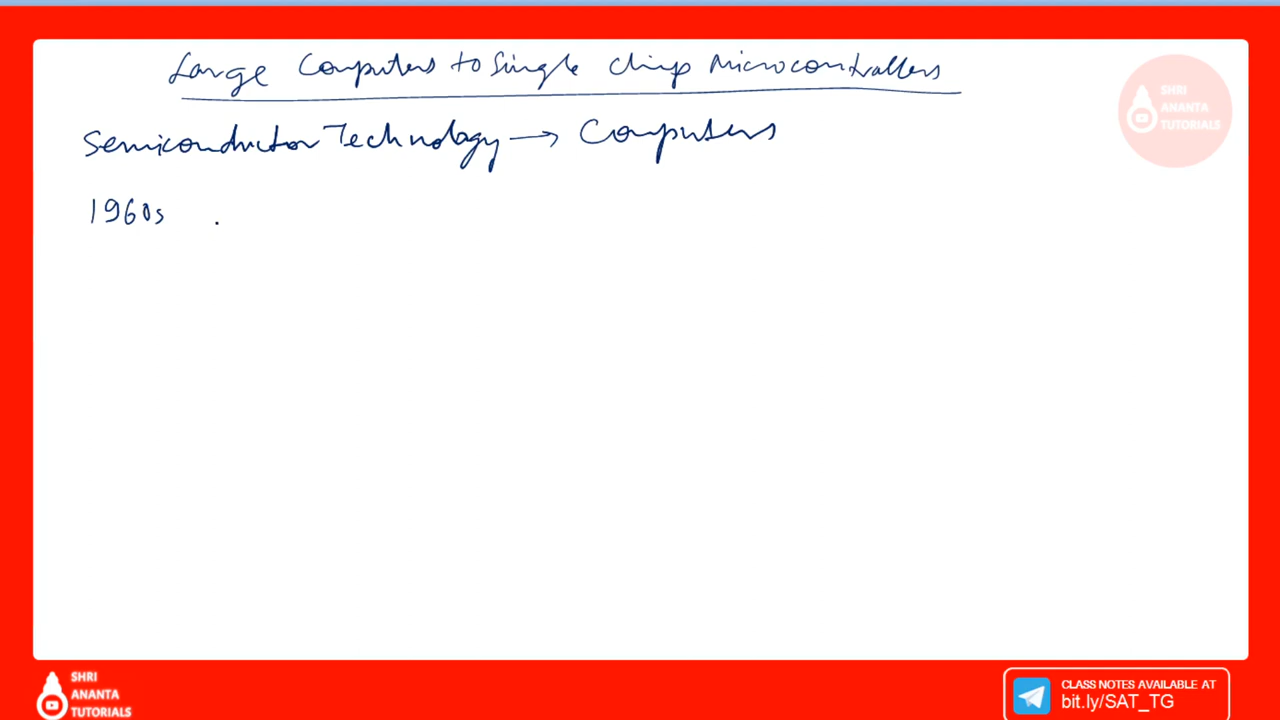 Large Computers to Single chip Microcontrollers
SHRI
ANANTA
TUTORIALS
Semiconductor Technology → Computers
1960s
SHRI
ANANTA
TUTORIALS
CLASS NOTES AVAILABLE AT
bit.ly/SAT_TG